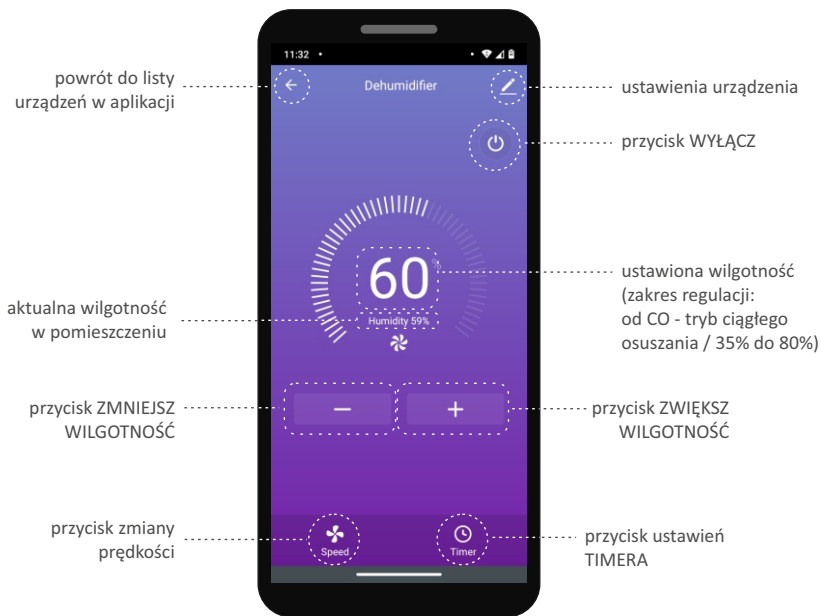 11:32
powrót do listy
urządzeń w aplikacji
Dehumidifier
ustawienia urządzenia
przycisk WYŁĄCZ
60 %
ustawiona wilgotność
(zakres regulacji:
od CO - tryb ciągłego
osuszania / 35% do 80%)
aktualna wilgotność
w pomieszczeniu
Humidity 59%
przycisk ZMNIEJSZ
WILGOTNOŚĆ
−
+
przycisk ZWIĘKSZ
WILGOTNOŚĆ
przycisk zmiany
prędkości
Speed
Timer
przycisk ustawień
TIMERA